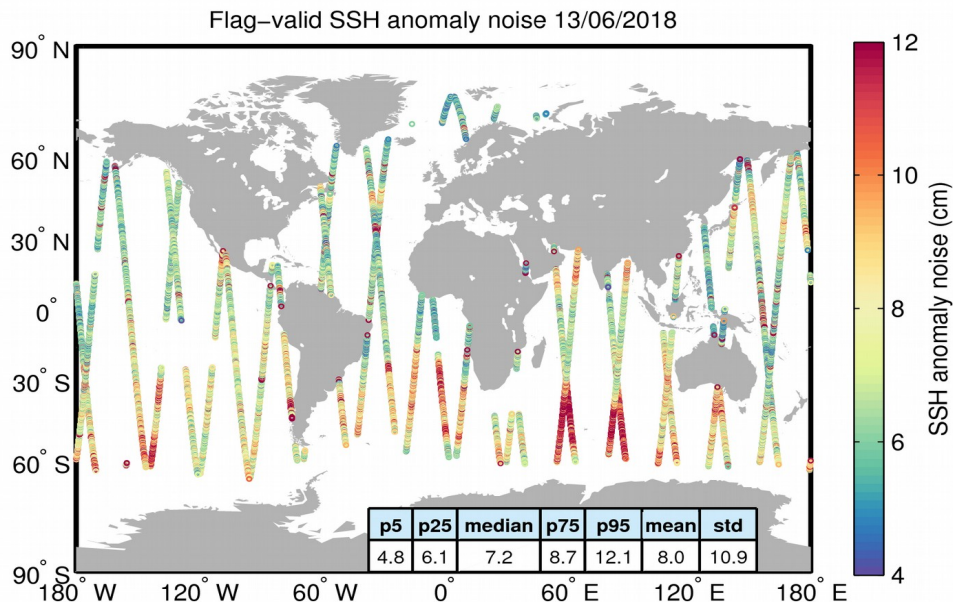 Flag−valid SSH anomaly noise 13/06/2018
90° N
60° N
30° N
0°
30° S
60° S
90° S
180° W
120° W
60° W
0°
60° E
120° E
180° E
p5 p25 median p75 p95 mean std
4.8 6.1 7.2 8.7 12.1 8.0 10.9
12
10
8
6
4
SSH anomaly noise (cm)